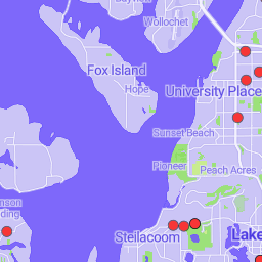 Wollochet
Fox Island
Hope
University Place
Sunset Beach
Pioneer
Peach Acres
Steilacoom